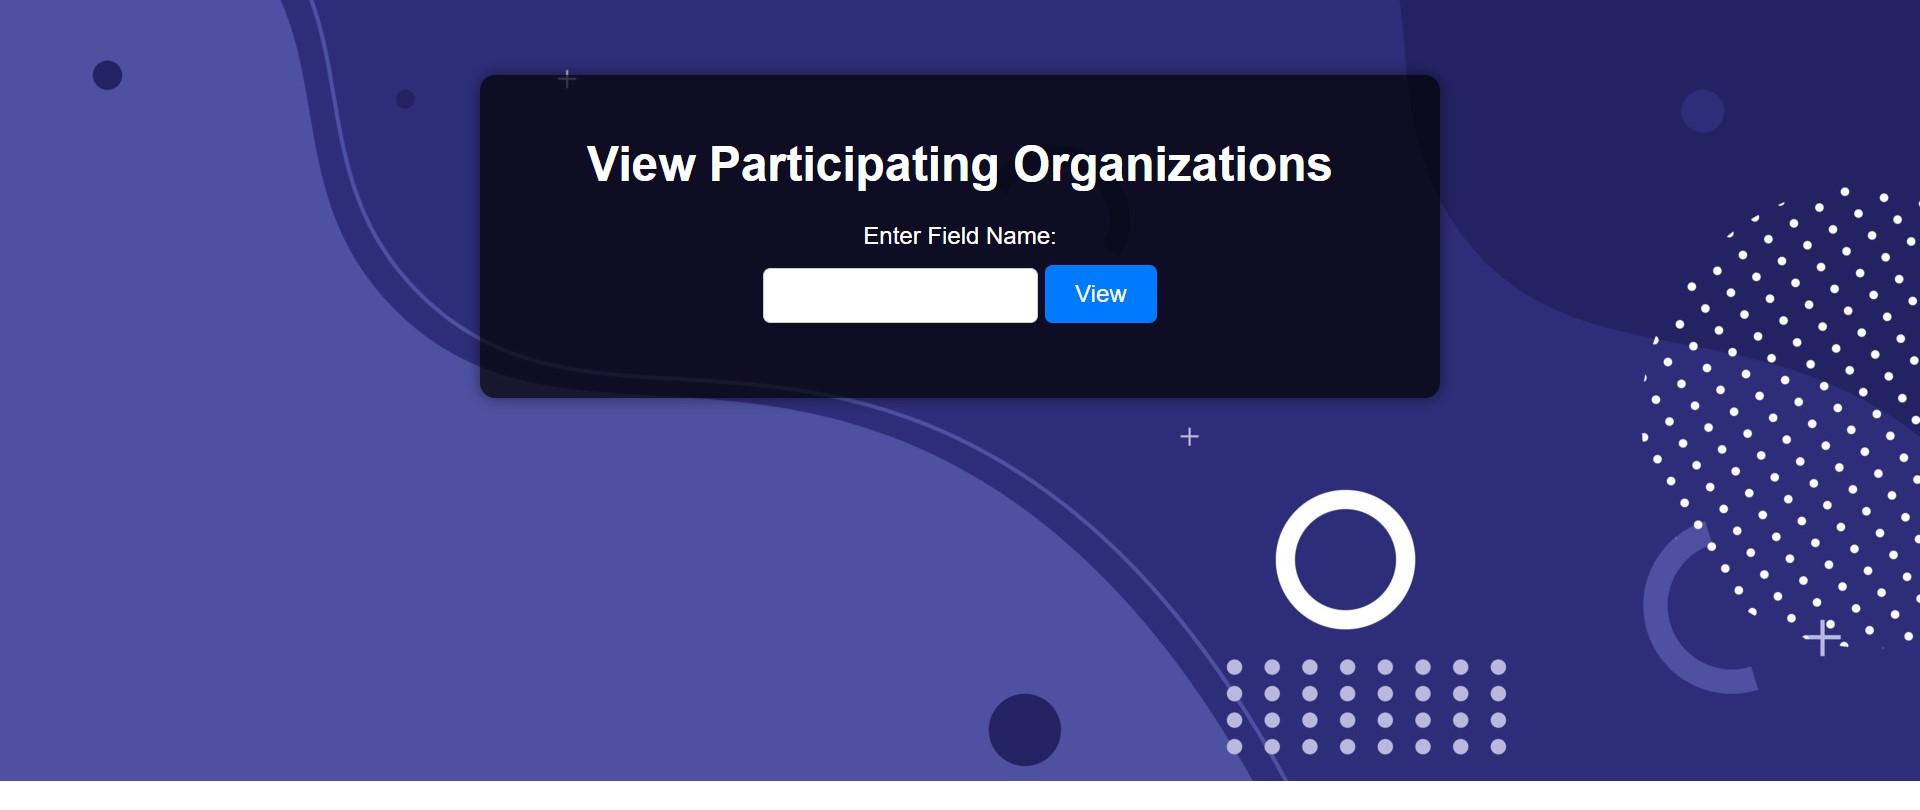 View Participating Organizations
Enter Field Name:
View